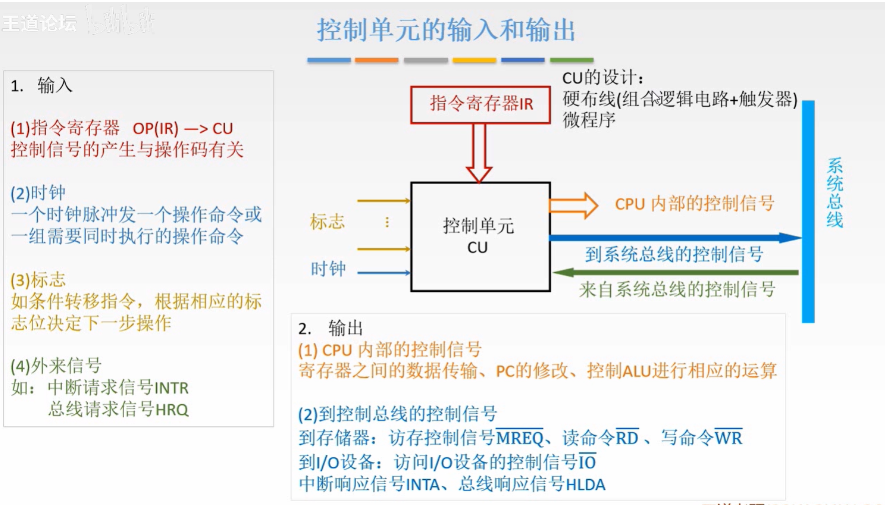 王道论坛
控制单元的输入和输出
1. 输入
(1)指令寄存器 OP(IR) —> CU
控制信号的产生与操作码有关
(2)时钟
一个时钟脉冲发一个操作命令或
一组需要同时执行的操作命令
(3)标志
如条件转移指令，根据相应的标
志位决定下一步操作
(4)外来信号
如：中断请求信号INTR
总线请求信号HRQ
指令寄存器IR
CU的设计：
硬布线(组合逻辑电路+触发器)
微程序
标志
⋮
时钟
控制单元
CU
CPU 内部的控制信号
到系统总线的控制信号
来自系统总线的控制信号
系统总线
2. 输出
(1) CPU 内部的控制信号
寄存器之间的数据传输、PC的修改、控制ALU进行相应的运算
(2)到控制总线的控制信号
到存储器：访存控制信号M̅R̅E̅Q̅、读命令R̅D̅ 、写命令W̅R̅
到I/O设备：访问I/O设备的控制信号I̅O̅
中断响应信号INTA、总线响应信号HLDA